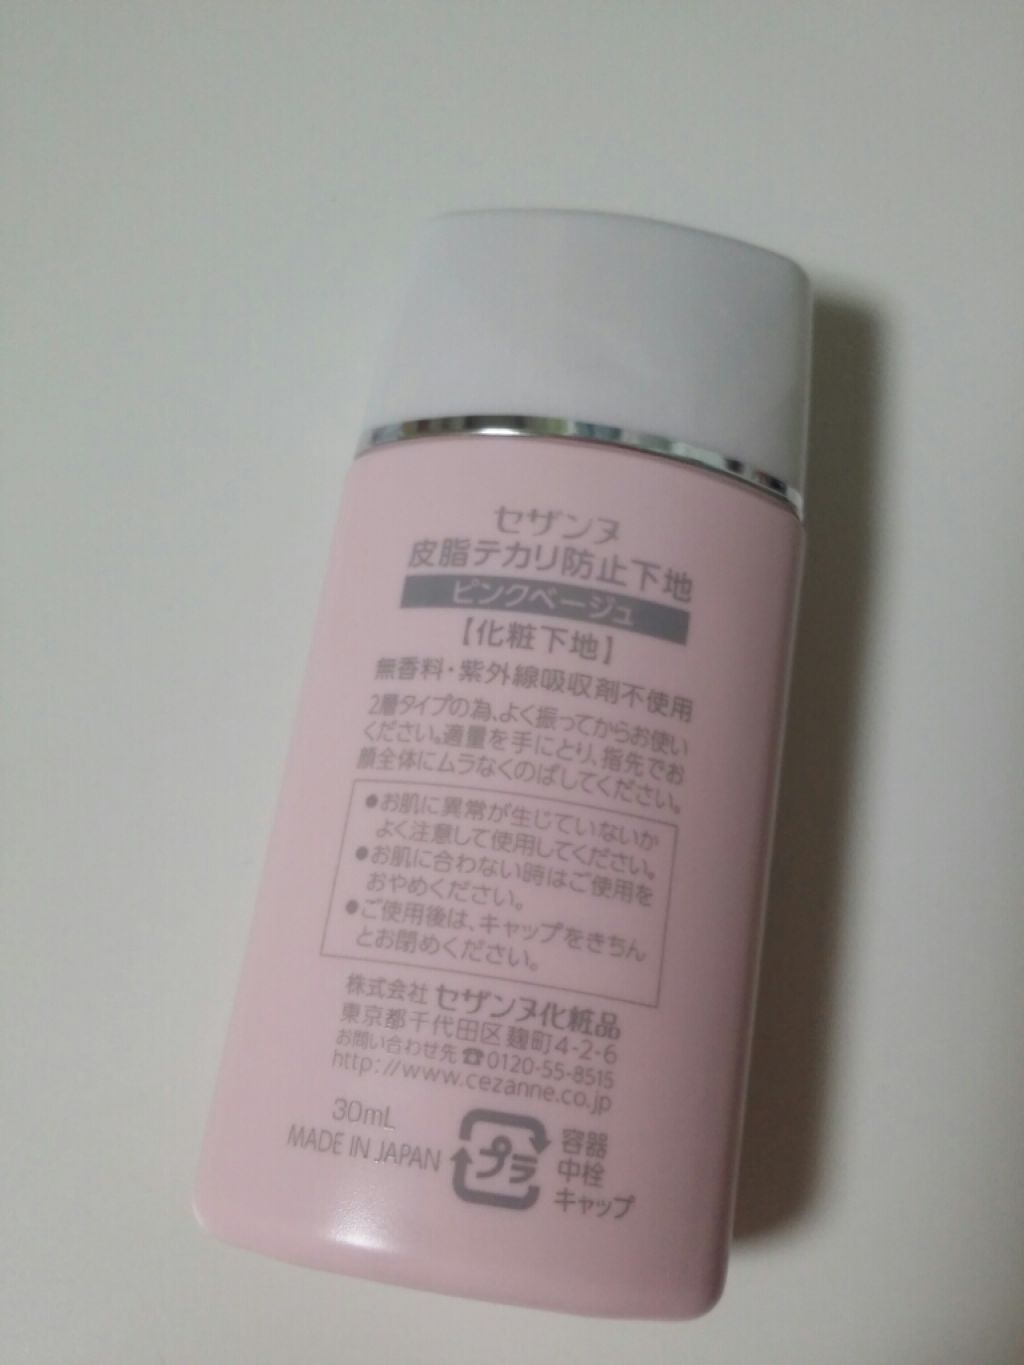 セザンヌ
皮脂テカリ防止下地
ピンクベージュ
【化粧下地】
無香料・紫外線吸収剤不使用
2層タイプの為、よく振ってからお使い
ください。適量を手にとり、指先でお
顔全体にムラなくのばしてください。
●お肌に異常が生じていないか
よく注意して使用してください。
●お肌に合わない時はご使用を
おやめください。
●ご使用後は、キャップをきちん
とお閉めください。
株式会社 セザンヌ化粧品
東京都千代田区麹町4-2-6
お問い合わせ先☎0120-55-8515
http://www.cezanne.co.jp
30mL
MADE IN JAPAN
プラ
容器
中栓
キャップ